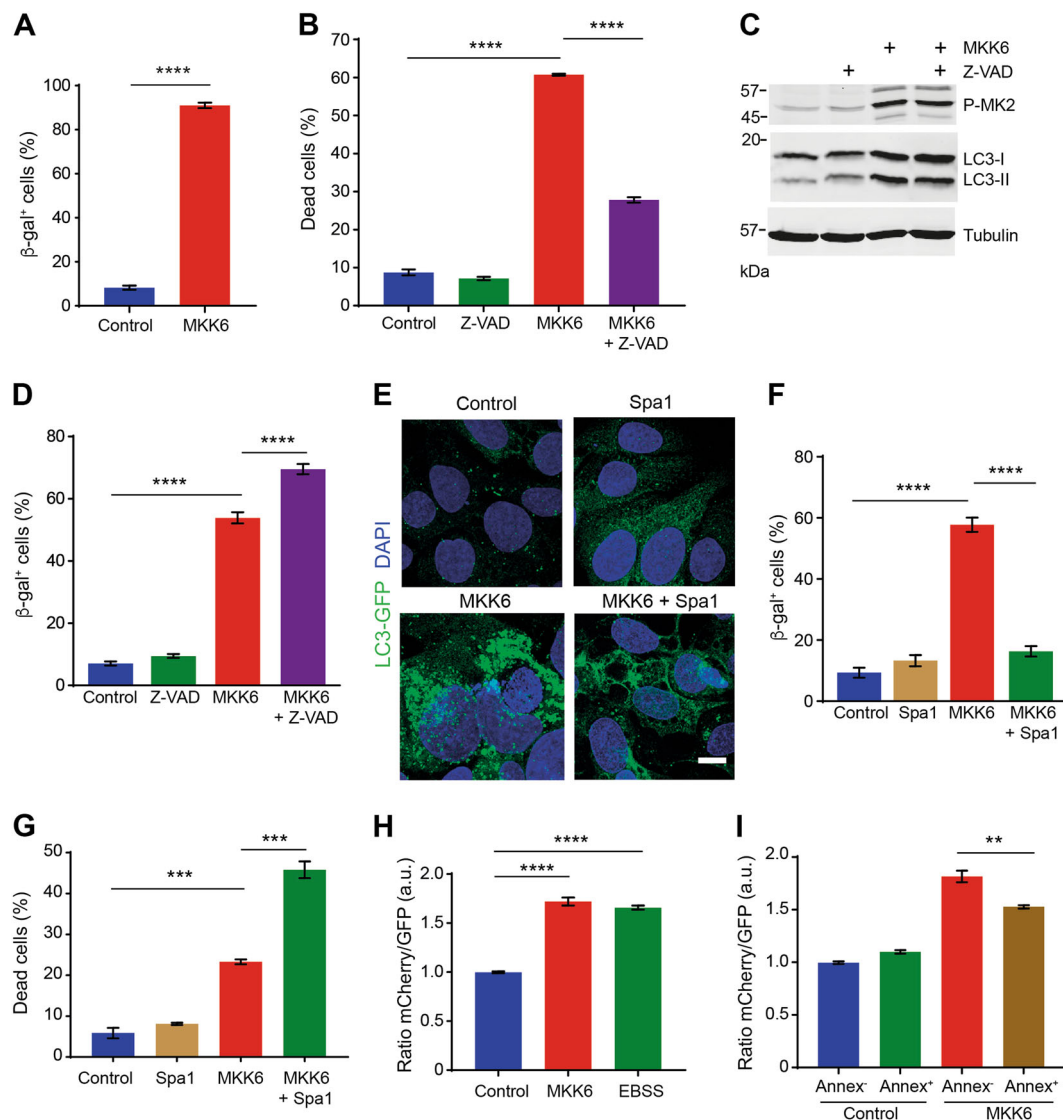 A
****
100
80
60
40
20
0
β-gal⁺ cells (%)
Control
MKK6
B
****
****
70
60
50
40
30
20
10
0
Dead cells (%)
Control
Z-VAD
MKK6
MKK6
+ Z-VAD
C
+ + MKK6
+ + Z-VAD
57-
45-
P-MK2
20
LC3-I
LC3-II
57-
Tubulin
kDa
D
****
****
80
60
40
20
0
β-gal⁺ cells (%)
Control
Z-VAD
MKK6
MKK6
+ Z-VAD
E
Control
Spa1
MKK6
MKK6 + Spa1
LC3-GFP DAPI
F
****
****
80
60
40
20
0
β-gal⁺ cells (%)
Control
Spa1
MKK6
MKK6
+ Spa1
G
***
***
50
40
30
20
10
0
Dead cells (%)
Control
Spa1
MKK6
MKK6
+ Spa1
H
****
****
2.0
1.5
1.0
0.5
Ratio mCherry/GFP (a.u.)
Control
MKK6
EBSS
I
**
2.0
1.5
1.0
0.5
0
Ratio mCherry/GFP (a.u.)
Annex⁻ Annex⁺ Annex⁻ Annex⁺
Control MKK6